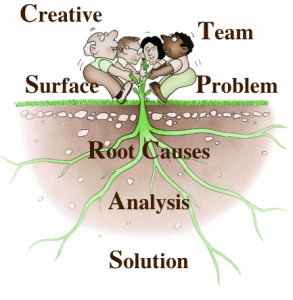 Creative
Team
Surface Problem
Root Causes
Analysis
Solution